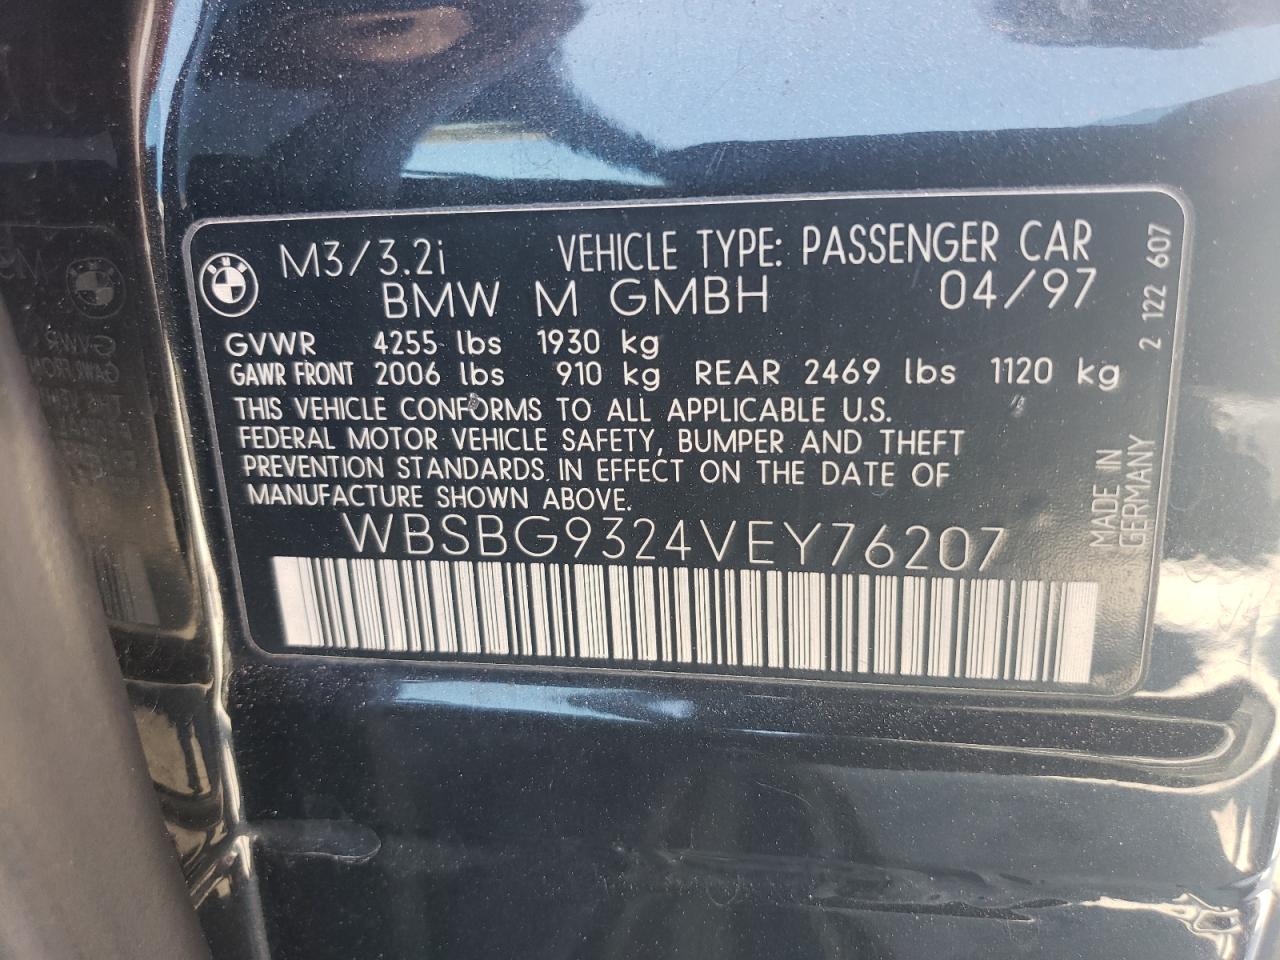 M3/3.2i VEHICLE TYPE: PASSENGER CAR
BMW M GMBH 04/97
GVWR 4255 lbs 1930 kg
GAWR FRONT 2006 lbs 910 kg REAR 2469 lbs 1120 kg
THIS VEHICLE CONFORMS TO ALL APPLICABLE U.S.
FEDERAL MOTOR VEHICLE SAFETY, BUMPER AND THEFT
PREVENTION STANDARDS IN EFFECT ON THE DATE OF
MANUFACTURE SHOWN ABOVE.
WBSBG9324VEY76207
MADE IN
GERMANY
2 122 607